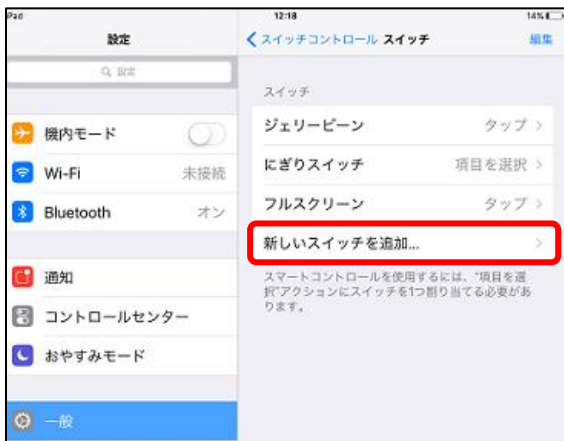 Pad
12:18
14%
設定
スイッチコントロール スイッチ
編集
設定
スイッチ
機内モード
ジェリービーン タップ
Wi-Fi 未接続
にぎりスイッチ 項目を選択
Bluetooth オン
フルスクリーン タップ
新しいスイッチを追加...
通知
スマートコントロールを使用するには、"項目を選
択"アクションにスイッチを1つ割り当てる必要があ
ります。
コントロールセンター
おやすみモード
一般